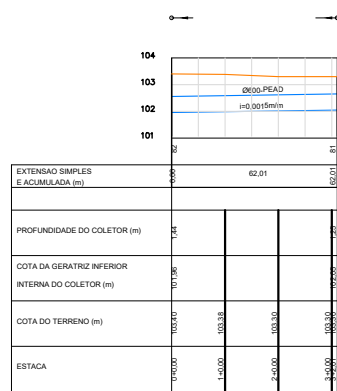 104
103
102
101
Ø600-PEAD
i=0.0015m/m
82
81
EXTENSAO SIMPLES
E ACUMULADA (m)
0,00
62,01
62,01
PROFUNDIDADE DO COLETOR (m)
1,44
1,25
COTA DA GERATRIZ INFERIOR
INTERNA DO COLETOR (m)
101,96
COTA DO TERRENO (m)
103,40
103,38
103,30
103,30
ESTACA
0+0,00
1+0,00
2+0,00
3+0,00